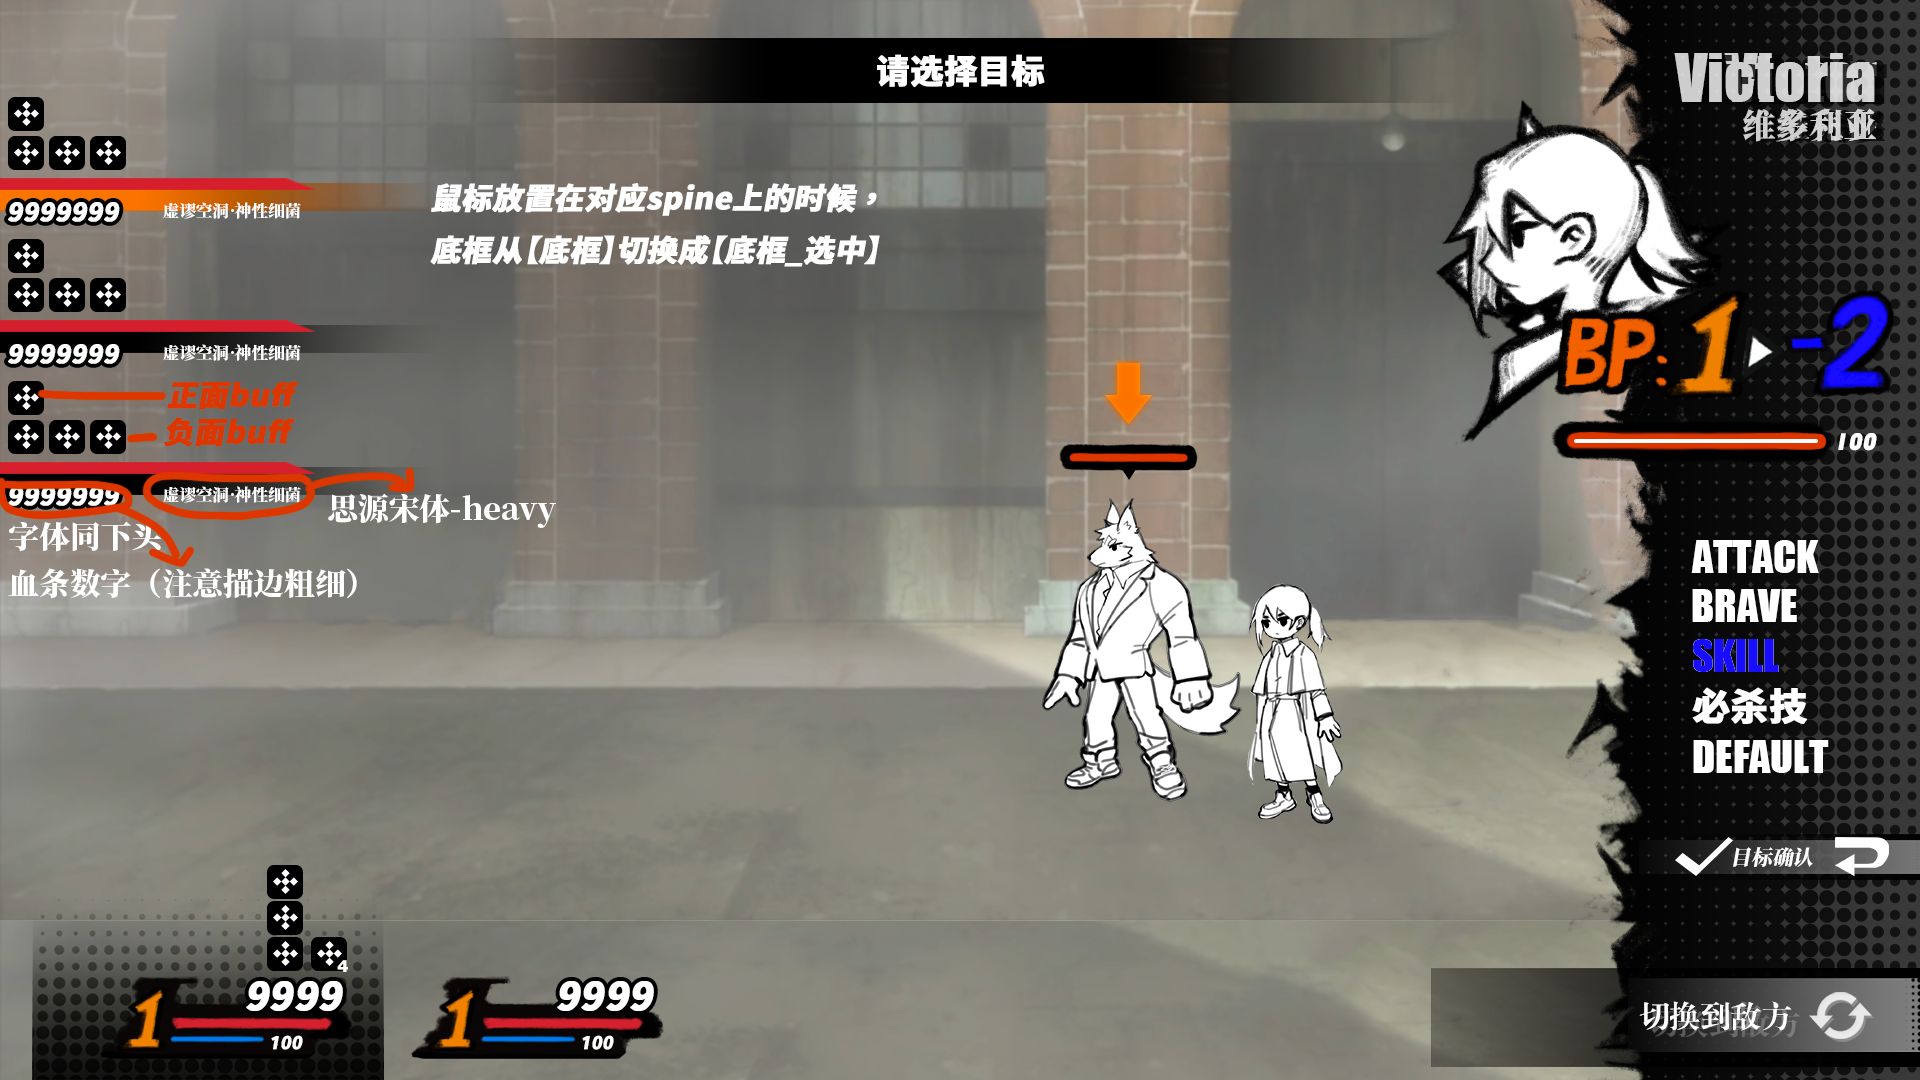 请选择目标
Victoria
维多利亚
9999999 虚谬空洞·神性细菌
鼠标放置在对应spine上的时候，
底框从【底框】切换成【底框_选中】
9999999 虚谬空洞·神性细菌
正面buff
负面buff
9999999 虚谬空洞·神性细菌
思源宋体-heavy
字体同下头
血条数字（注意描边粗细）
BP: 1 -2
100
ATTACK
BRAVE
SKILL
必杀技
DEFAULT
目标确认
4
1 9999
100
1 9999
100
切换到敌方